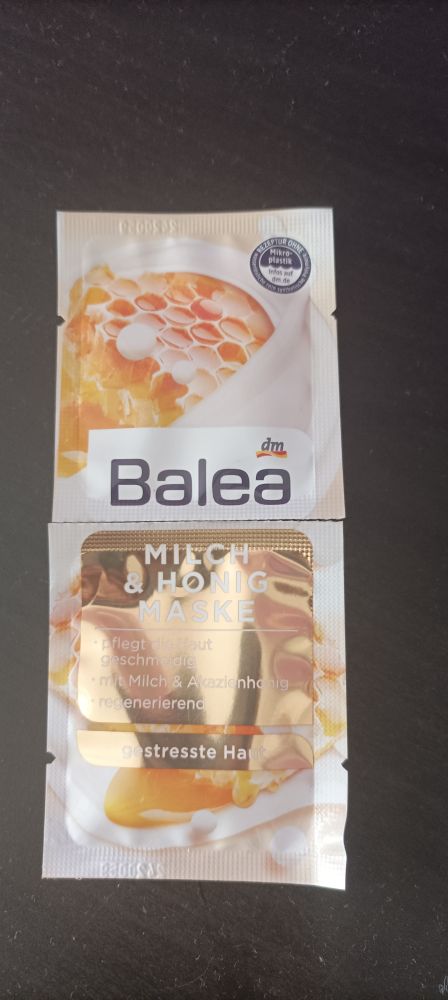 REZEPTUR OHNE
Mikro-
plastik
Infos auf
dm.de
dm
Balea
MILCH
& HONIG
MASKE
• pflegt die Haut
geschmeidig
• mit Milch & Akazienhonig
• regenerierend
gestresste Haut